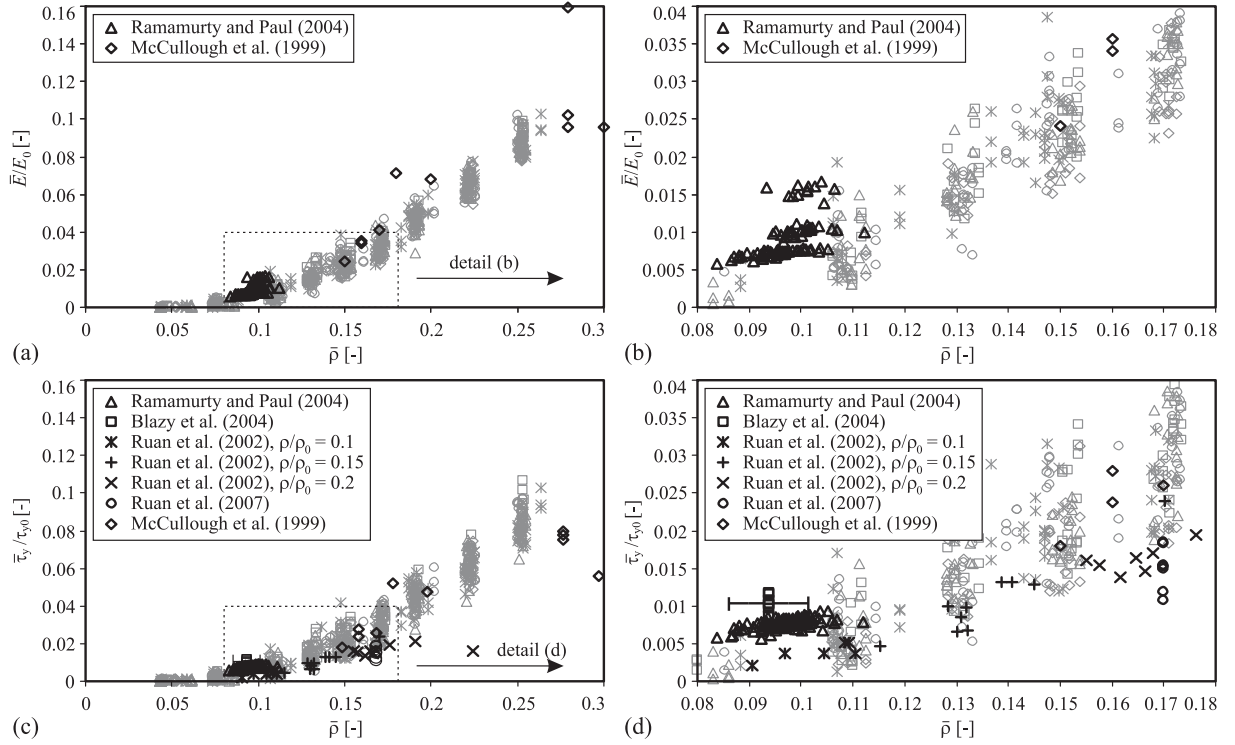 0.16
0.14
0.12
0.1
0.08
0.06
0.04
0.02
0
Ē/E₀ [-]
Ramamurty and Paul (2004)
McCullough et al. (1999)
detail (b)
0 0.05 0.1 0.15 0.2 0.25 0.3
ρ̄ [-]
(a)
0.04
0.035
0.03
0.025
0.02
0.015
0.01
0.005
0
Ē/E₀ [-]
Ramamurty and Paul (2004)
McCullough et al. (1999)
0.08 0.09 0.1 0.11 0.12 0.13 0.14 0.15 0.16 0.17 0.18
ρ̄ [-]
(b)
0.16
0.14
0.12
0.1
0.08
0.06
0.04
0.02
0
τ̄y/τy0 [-]
Ramamurty and Paul (2004)
Blazy et al. (2004)
Ruan et al. (2002), ρ/ρ₀ = 0.1
Ruan et al. (2002), ρ/ρ₀ = 0.15
Ruan et al. (2002), ρ/ρ₀ = 0.2
Ruan et al. (2007)
McCullough et al. (1999)
detail (d)
0 0.05 0.1 0.15 0.2 0.25 0.3
ρ̄ [-]
(c)
0.04
0.035
0.03
0.025
0.02
0.015
0.01
0.005
0
τ̄y/τy0 [-]
Ramamurty and Paul (2004)
Blazy et al. (2004)
Ruan et al. (2002), ρ/ρ₀ = 0.1
Ruan et al. (2002), ρ/ρ₀ = 0.15
Ruan et al. (2002), ρ/ρ₀ = 0.2
Ruan et al. (2007)
McCullough et al. (1999)
0.08 0.09 0.1 0.11 0.12 0.13 0.14 0.15 0.16 0.17 0.18
ρ̄ [-]
(d)